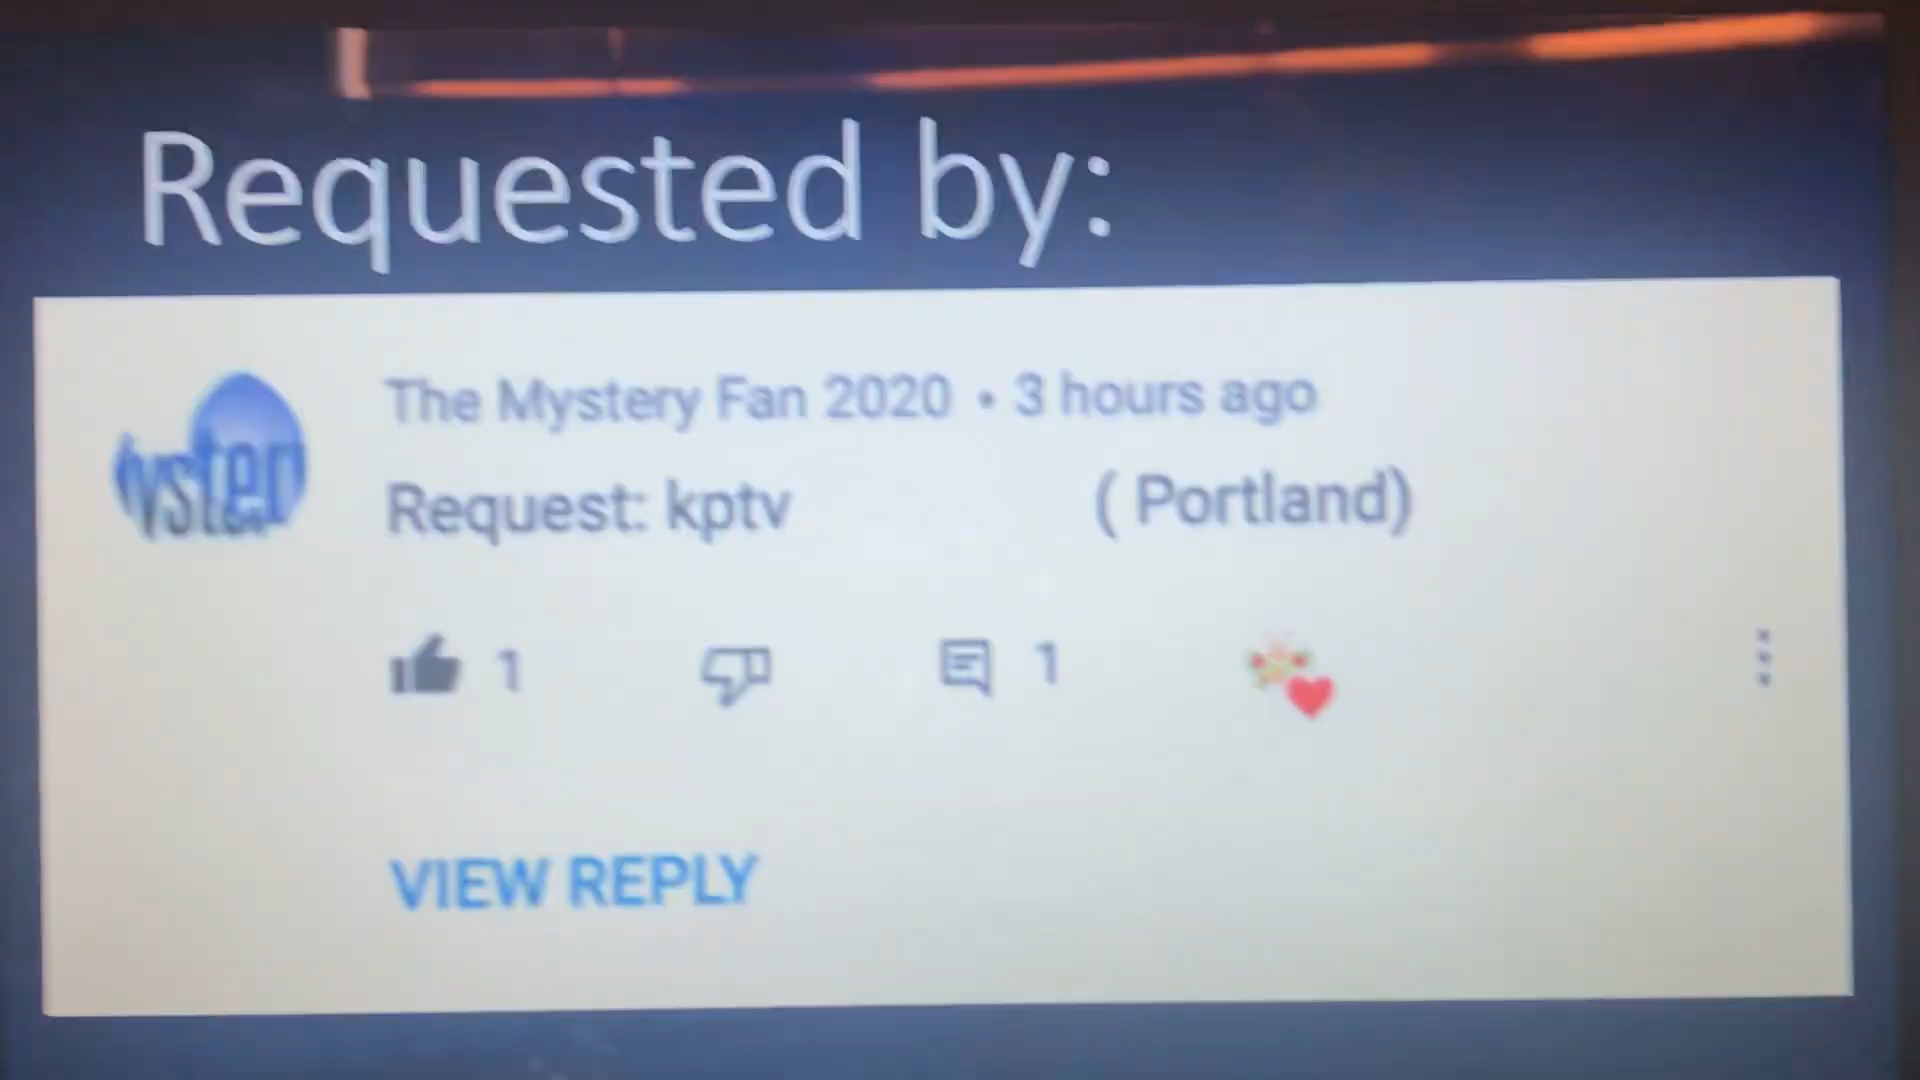 Requested by:
The Mystery Fan 2020 • 3 hours ago
Request: kptv ( Portland)
1 1
VIEW REPLY